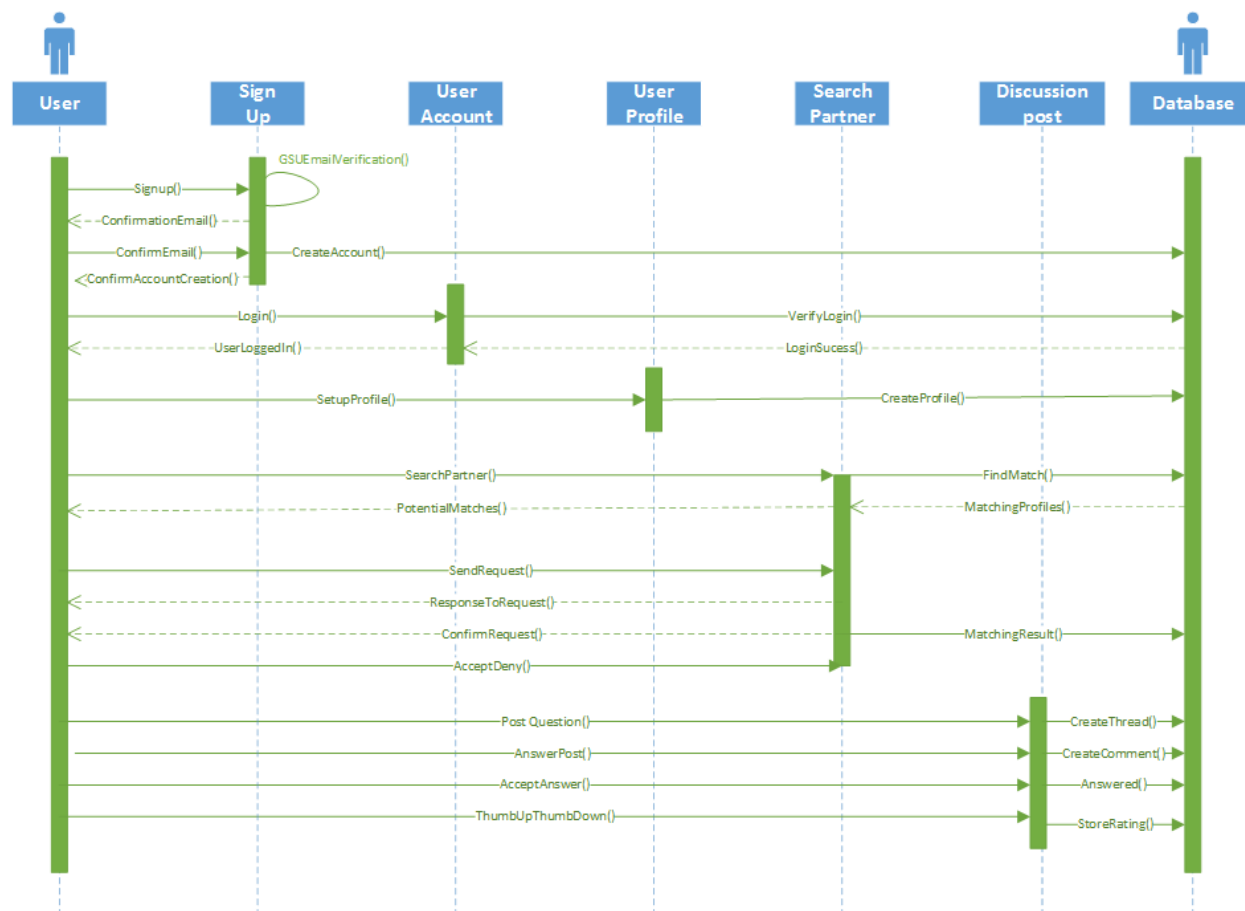 User
Sign
Up
User
Account
User
Profile
Search
Partner
Discussion
post
Database
GSUEmailVerification()
Signup()
ConfirmationEmail()
ConfirmEmail()
CreateAccount()
ConfirmAccountCreation()
Login()
VerifyLogin()
UserLoggedIn()
LoginSucess()
SetupProfile()
CreateProfile()
SearchPartner()
FindMatch()
PotentialMatches()
MatchingProfiles()
SendRequest()
ResponseToRequest()
ConfirmRequest()
MatchingResult()
AcceptDeny()
Post Question()
CreateThread()
AnswerPost()
CreateComment()
AcceptAnswer()
Answered()
ThumbUpThumbDown()
StoreRating()